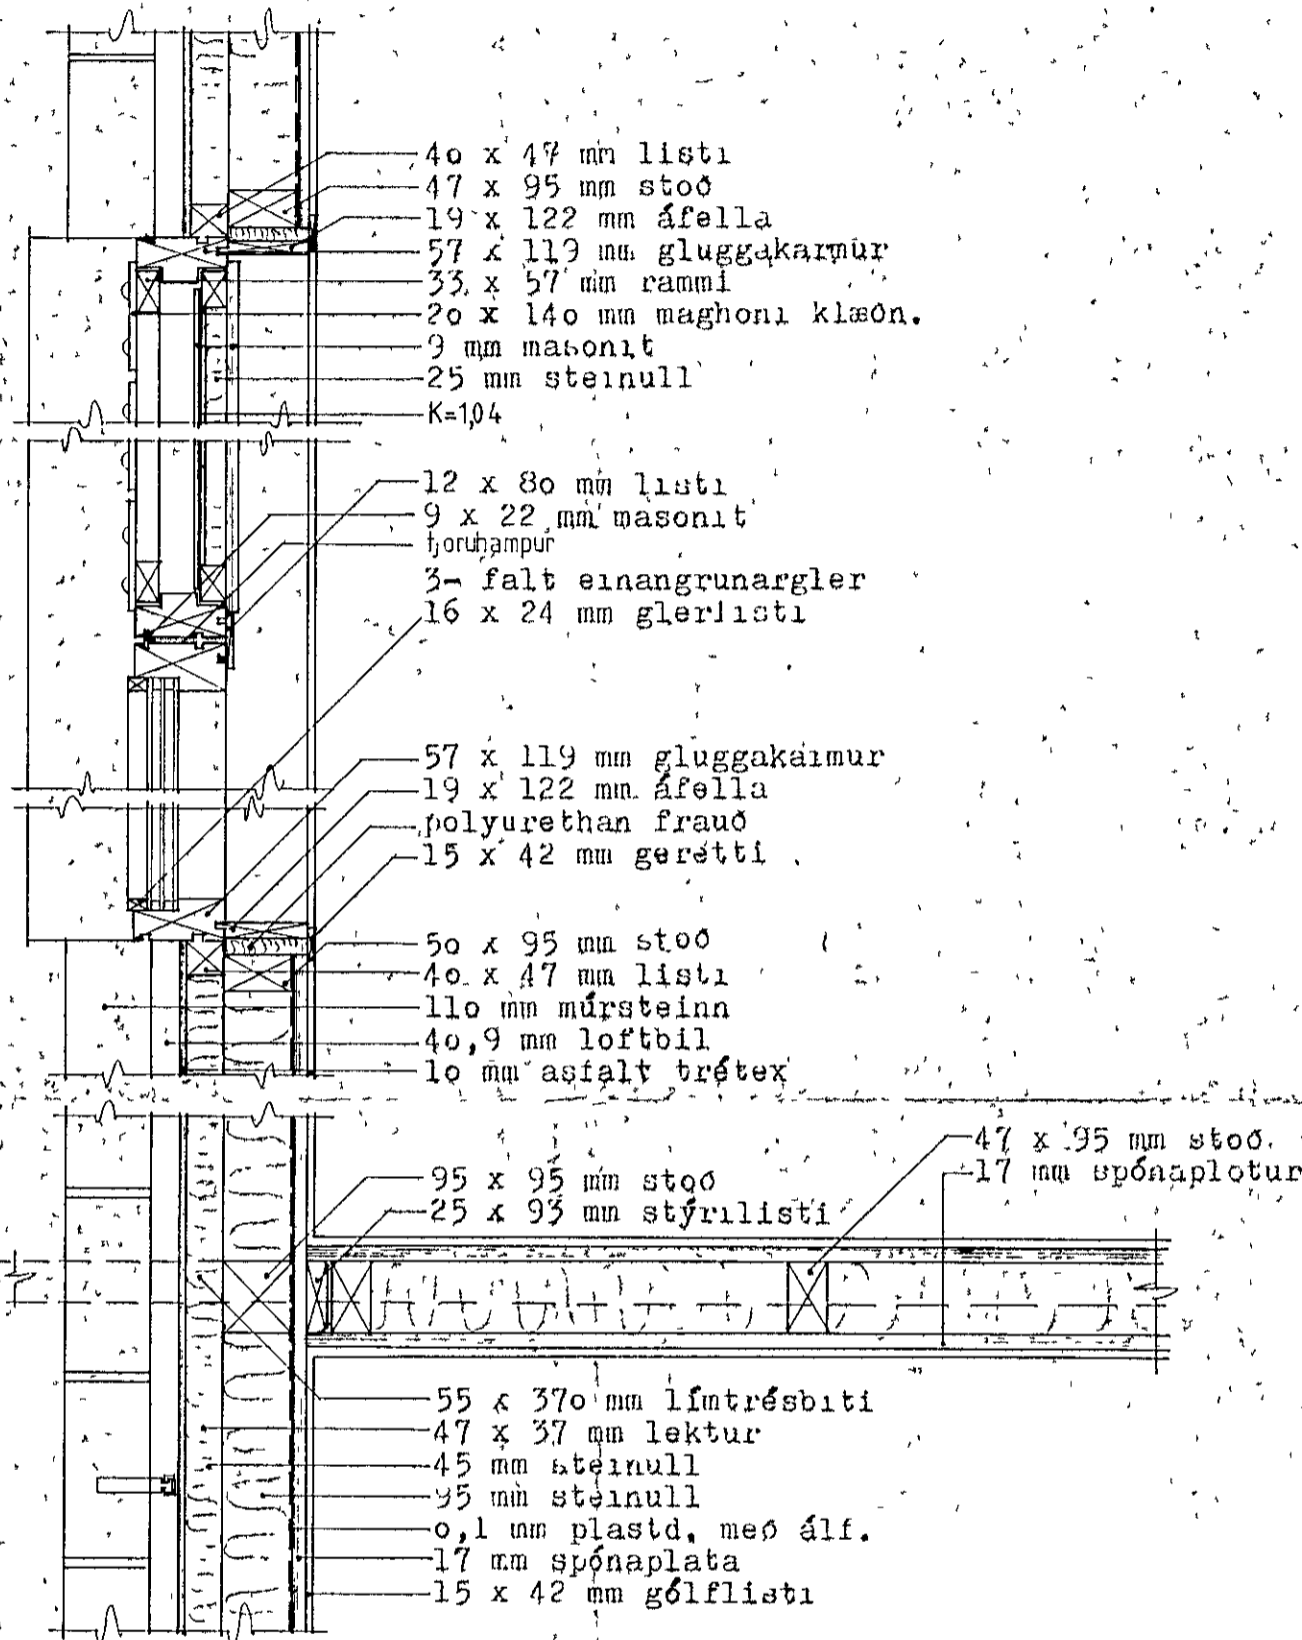 4o x 47 mm listi
47 x 95 mm stoð
19 x 122 mm áfella
57 x 119 mm gluggakarmur
33 x 57 mm rammi
2o x 14o mm maghoni klæðn.
9 mm masonit
25 mm steinull
K=1,04
12 x 8o mm listi
9 x 22 mm masonit
tjoruhampur
3- falt einangrunargler
16 x 24 mm glerlisti
57 x 119 mm gluggakarmur
19 x 122 mm áfella
polyurethan frauð
15 x 42 mm geretti
5o x 95 mm stoð
4o x 47 mm listi
11o mm múrsteinn
4o,9 mm loftbil
1o mm asfalt trétex
47 x 95 mm stoð.
17 mm spónaplotur
95 x 95 mm stoð
25 x 93 mm stýrilisti
55 x 37o mm límtrésbiti
47 x 37 mm lektur
45 mm steinull
95 mm steinull
o,1 mm plastd. með álf.
17 mm spónaplata
15 x 42 mm gólflisti